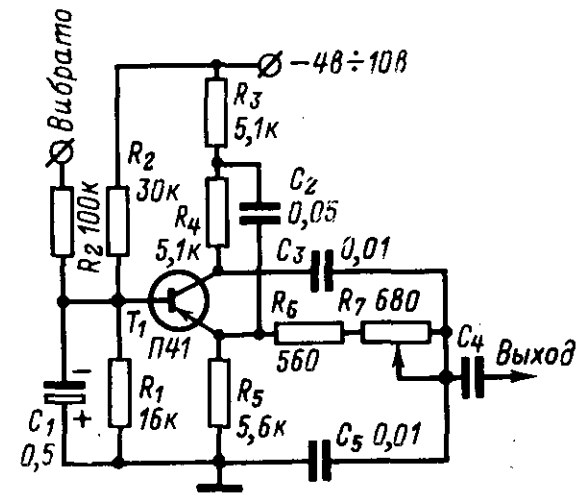 Вибрато
−4в÷10в
R3
5,1к
R2
30к
R2 100к
R4
5,1к
C2
0,05
C3
0,01
T1
П41
R6
560
R7 680
C4
Выход
−
+
C1
0,5
R1
16к
R5
5,6к
C5 0,01